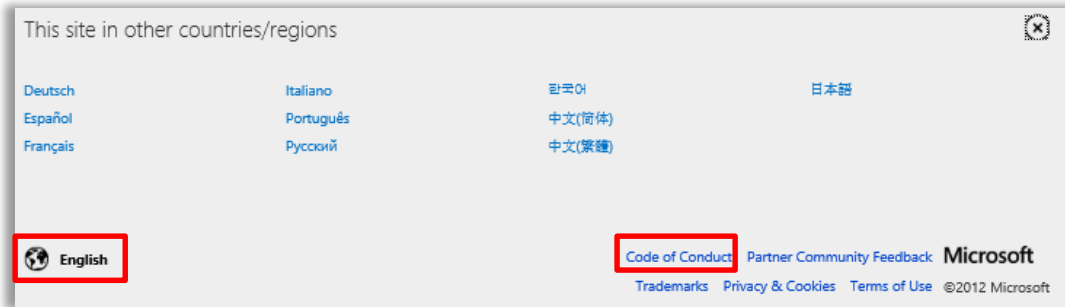 This site in other countries/regions
Deutsch Italiano 한국어 日本語
Español Português 中文(简体)
Français Русский 中文(繁體)
English Code of Conduct Partner Community Feedback Microsoft
Trademarks Privacy & Cookies Terms of Use ©2012 Microsoft